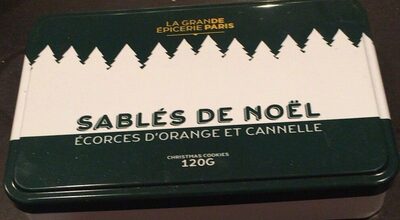 LA GRANDE
ÉPICERIE PARIS
SABLÉS DE NOËL
ÉCORCES D'ORANGE ET CANNELLE
CHRISTMAS COOKIES
120G